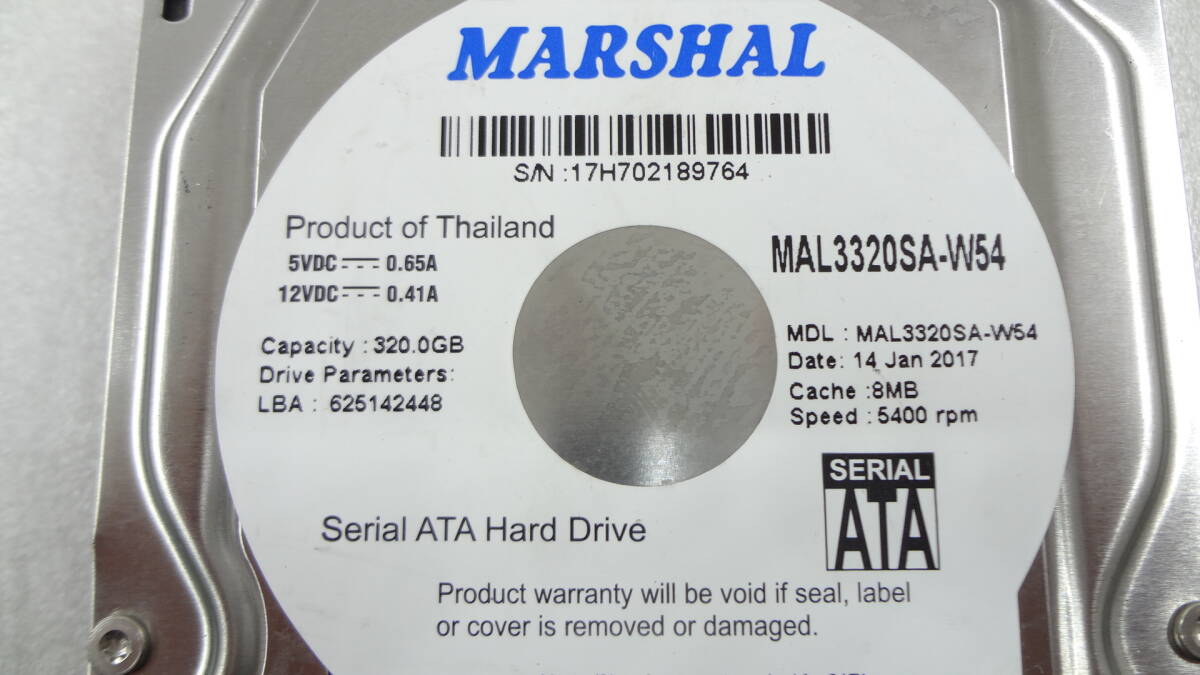 MARSHAL
S/N :17H702189764
Product of Thailand
5VDC 0.65A
12VDC 0.41A
MAL3320SA-W54
Capacity : 320.0GB
Drive Parameters:
LBA : 625142448
MDL : MAL3320SA-W54
Date: 14 Jan 2017
Cache :8MB
Speed : 5400 rpm
SERIAL
ATA
Serial ATA Hard Drive
Product warranty will be void if seal, label
or cover is removed or damaged.